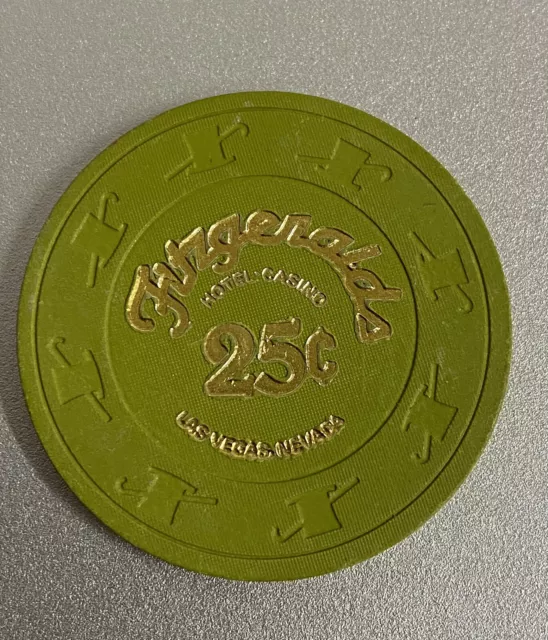 Fitzgeralds
HOTEL-CASINO
25¢
LAS VEGAS, NEVADA